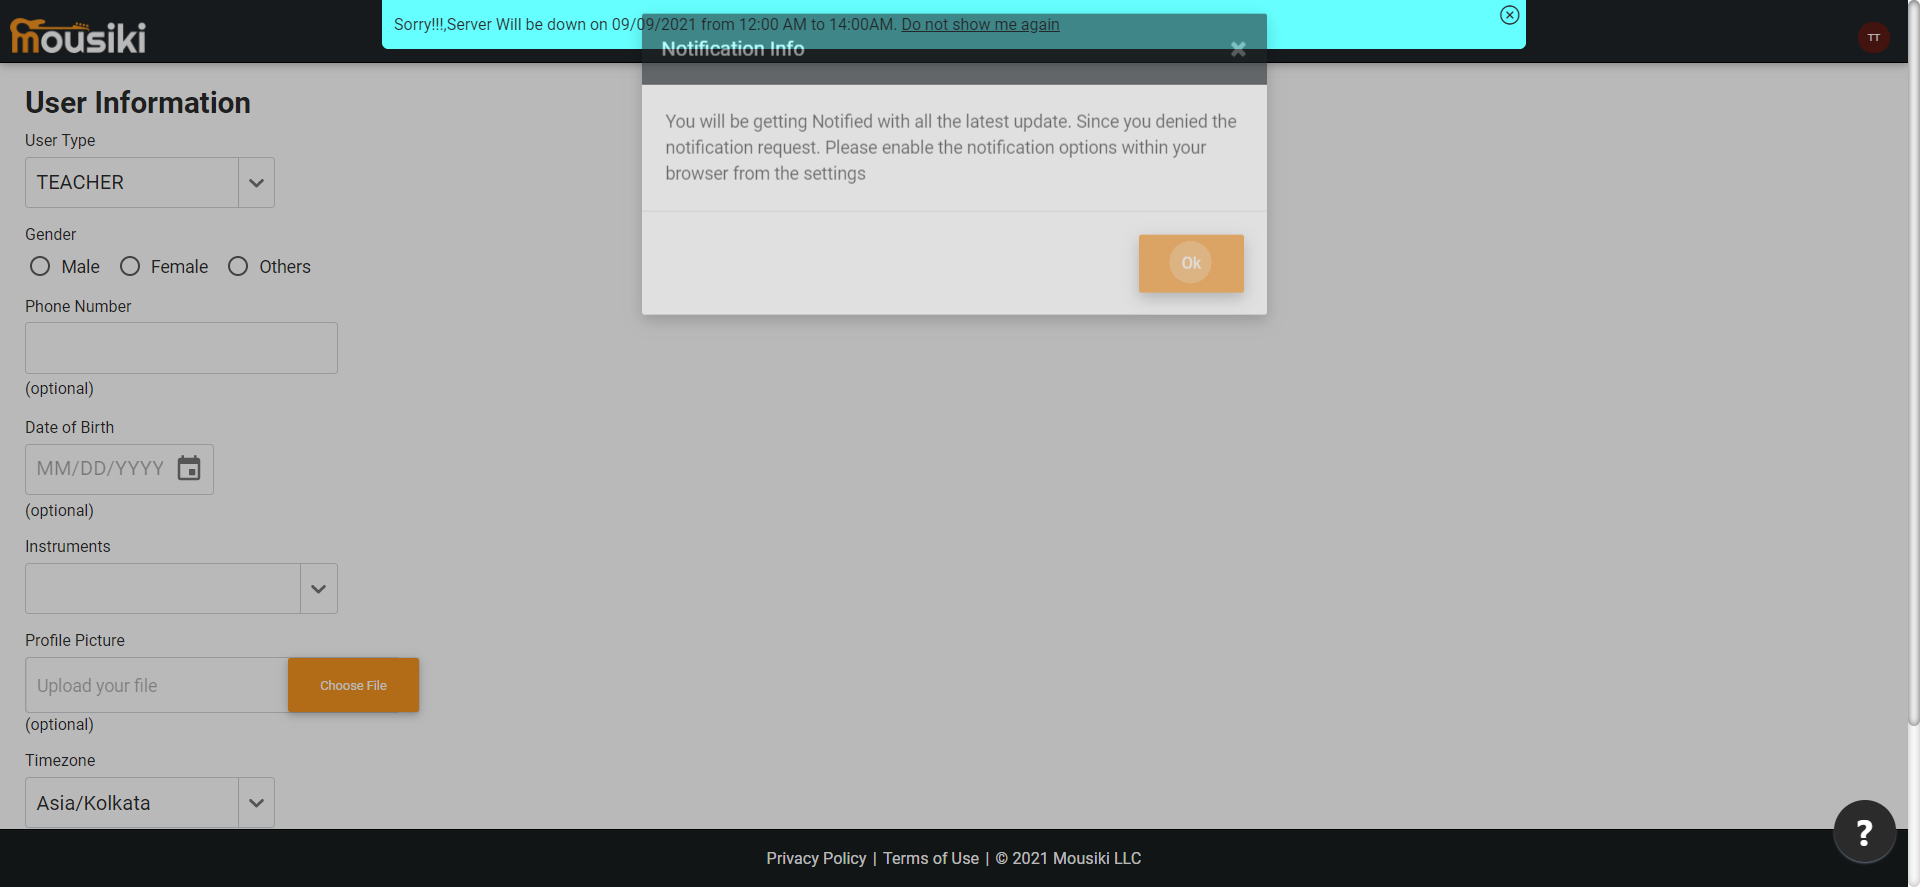 mousiki
Sorry!!!,Server Will be down on 09/09/2021 from 12:00 AM to 14:00AM. Do not show me again
TT
Notification Info
You will be getting Notified with all the latest update. Since you denied the
notification request. Please enable the notification options within your
browser from the settings
Ok
User Information
User Type
TEACHER
Gender
Male Female Others
Phone Number
(optional)
Date of Birth
MM/DD/YYYY
(optional)
Instruments
Profile Picture
Upload your file Choose File
(optional)
Timezone
Asia/Kolkata
?
Privacy Policy | Terms of Use | © 2021 Mousiki LLC